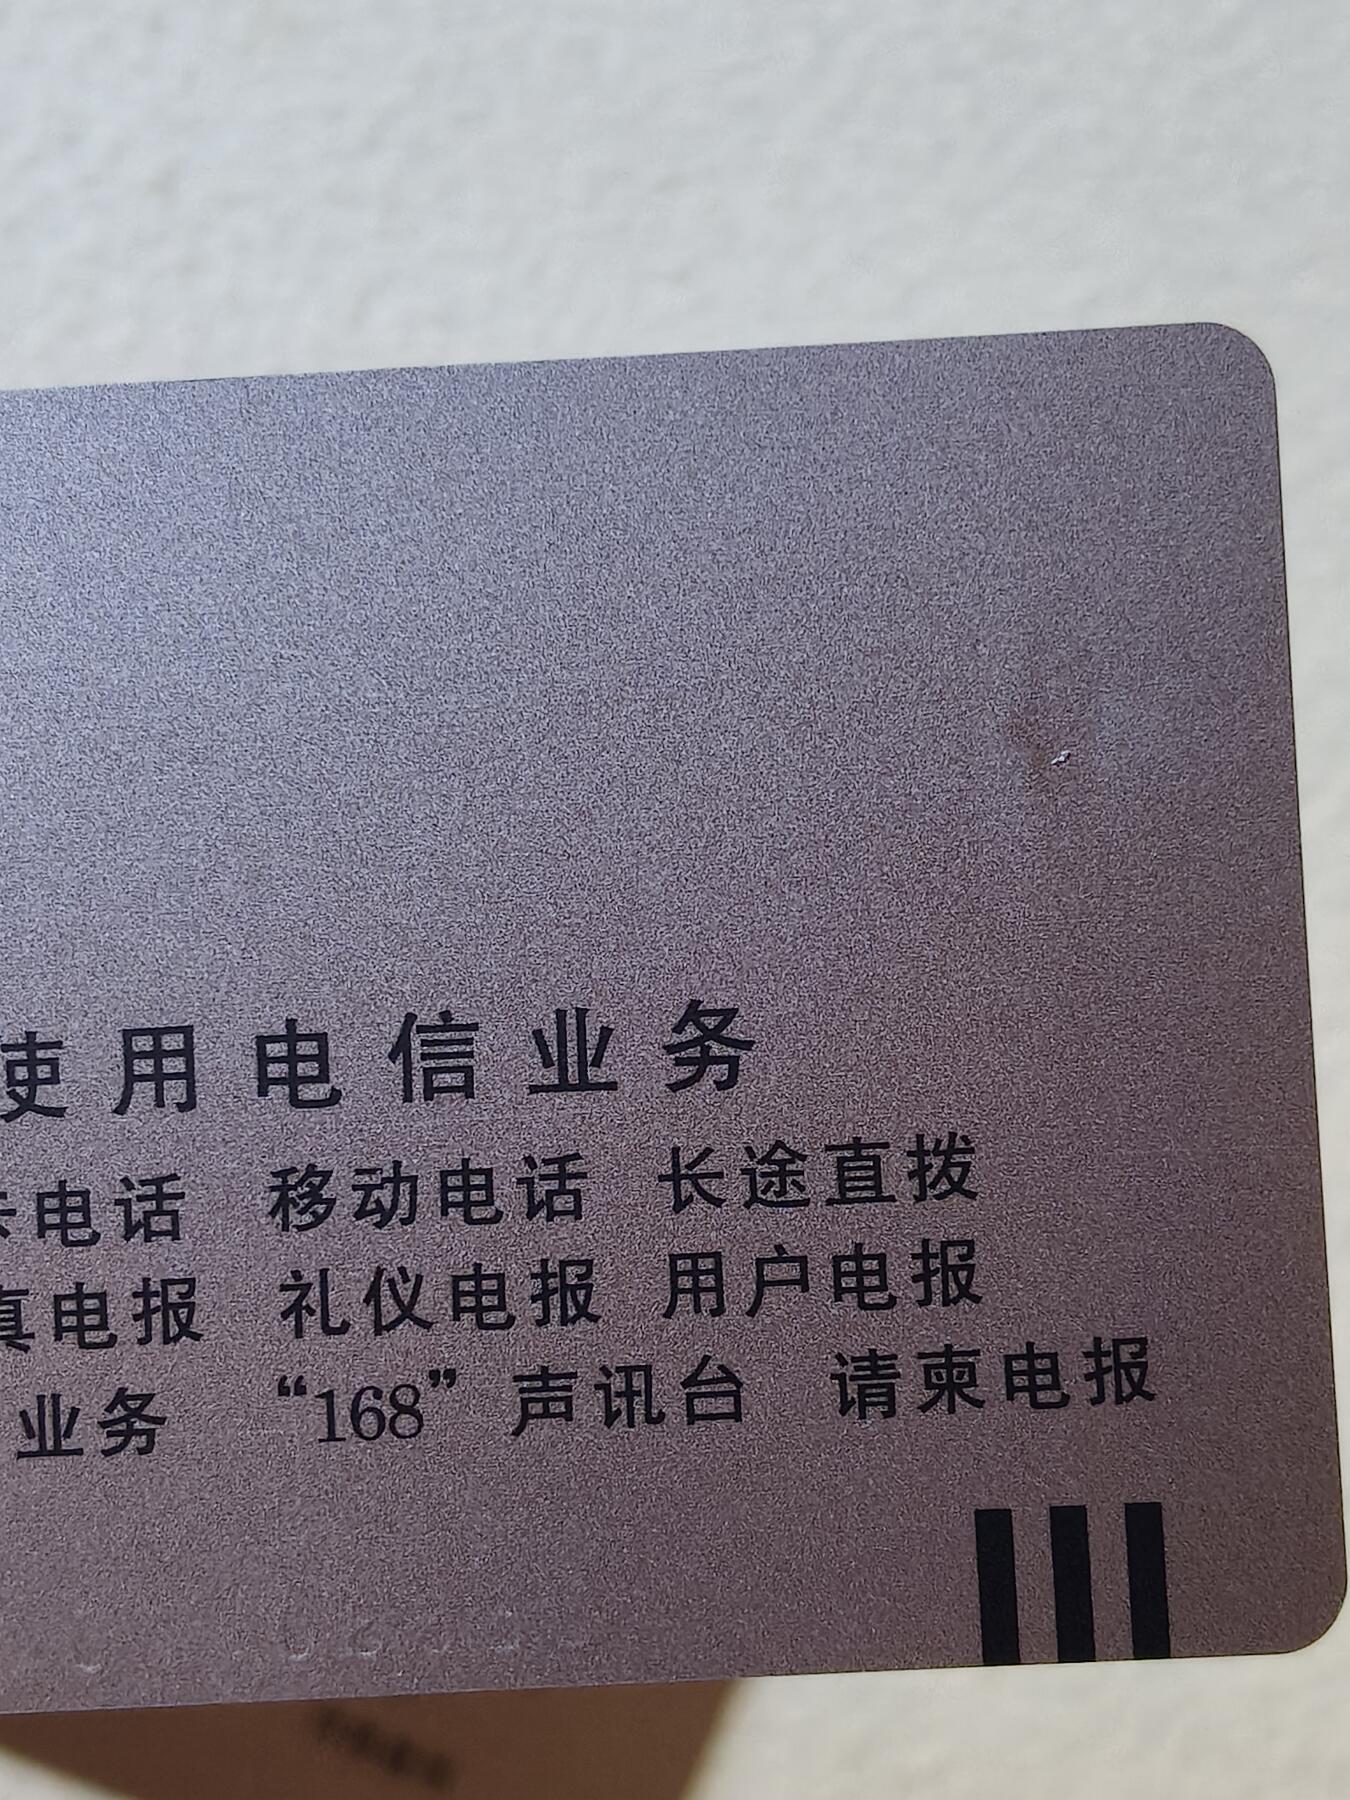 使用电信业务
电话 移动电话 长途直拨
真电报 礼仪电报 用户电报
业务 “168”声讯台 请柬电报